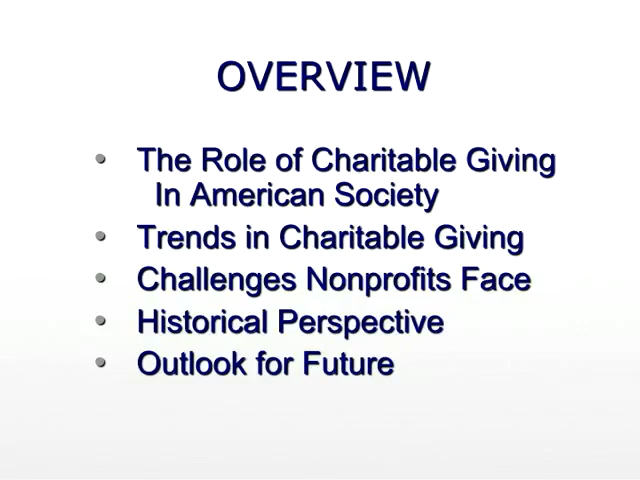 OVERVIEW
• The Role of Charitable Giving
In American Society
• Trends in Charitable Giving
• Challenges Nonprofits Face
• Historical Perspective
• Outlook for Future